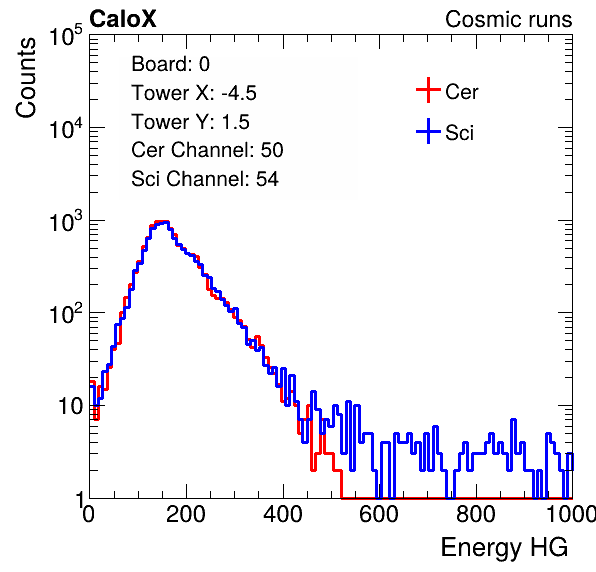 CaloX Cosmic runs
Counts
10^5
10^4
10^3
10^2
10
1
Board: 0
Tower X: -4.5
Tower Y: 1.5
Cer Channel: 50
Sci Channel: 54
Cer
Sci
0 200 400 600 800 1000
Energy HG